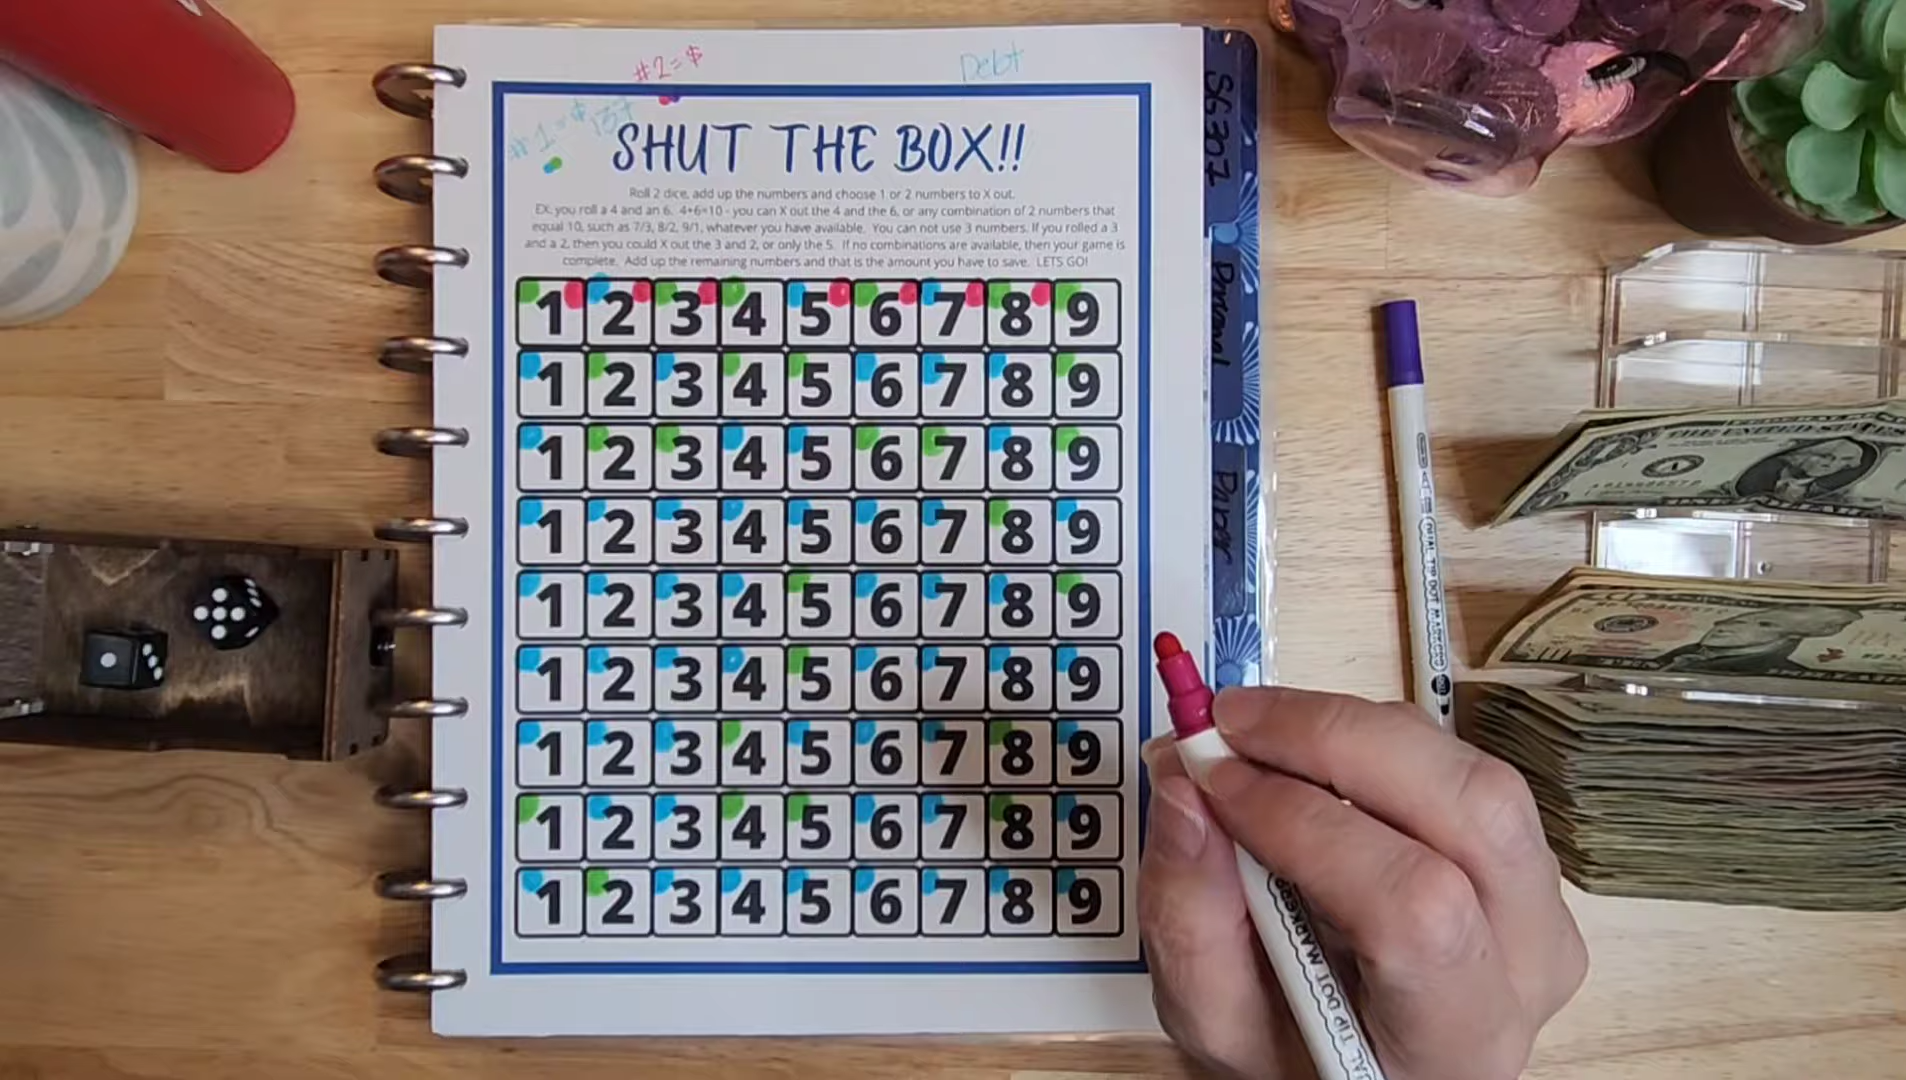 #2=$
Debt
#1=$137
SHUT THE BOX!!
Roll 2 dice, add up the numbers and choose 1 or 2 numbers to X out.
EX: you roll a 4 and an 6. 4+6=10 - you can X out the 4 and the 6, or any combination of 2 numbers that
equal 10, such as 7/3, 8/2, 9/1, whatever you have available. You can not use 3 numbers. If you rolled a 3
and a 2, then you could X out the 3 and 2, or only the 5. If no combinations are available, then your game is
complete. Add up the remaining numbers and that is the amount you have to save. LETS GO!
1 2 3 4 5 6 7 8 9
1 2 3 4 5 6 7 8 9
1 2 3 4 5 6 7 8 9
1 2 3 4 5 6 7 8 9
1 2 3 4 5 6 7 8 9
1 2 3 4 5 6 7 8 9
1 2 3 4 5 6 7 8 9
1 2 3 4 5 6 7 8 9
1 2 3 4 5 6 7 8 9
Personal
DUAL TIP DOT MARKERS
DUAL TIP DOT MARKERS
1